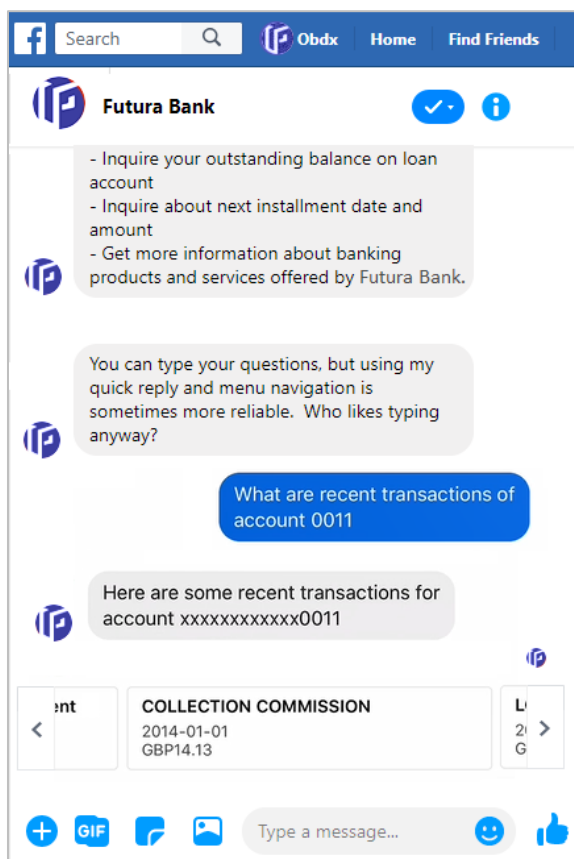 Search
Obdx
Home
Find Friends
Futura Bank
- Inquire your outstanding balance on loan
account
- Inquire about next installment date and
amount
- Get more information about banking
products and services offered by Futura Bank.
You can type your questions, but using my
quick reply and menu navigation is
sometimes more reliable.  Who likes typing
anyway?
What are recent transactions of
account 0011
Here are some recent transactions for
account xxxxxxxxxxxxx0011
ent
COLLECTION COMMISSION
2014-01-01
GBP14.13
GIF
Type a message...